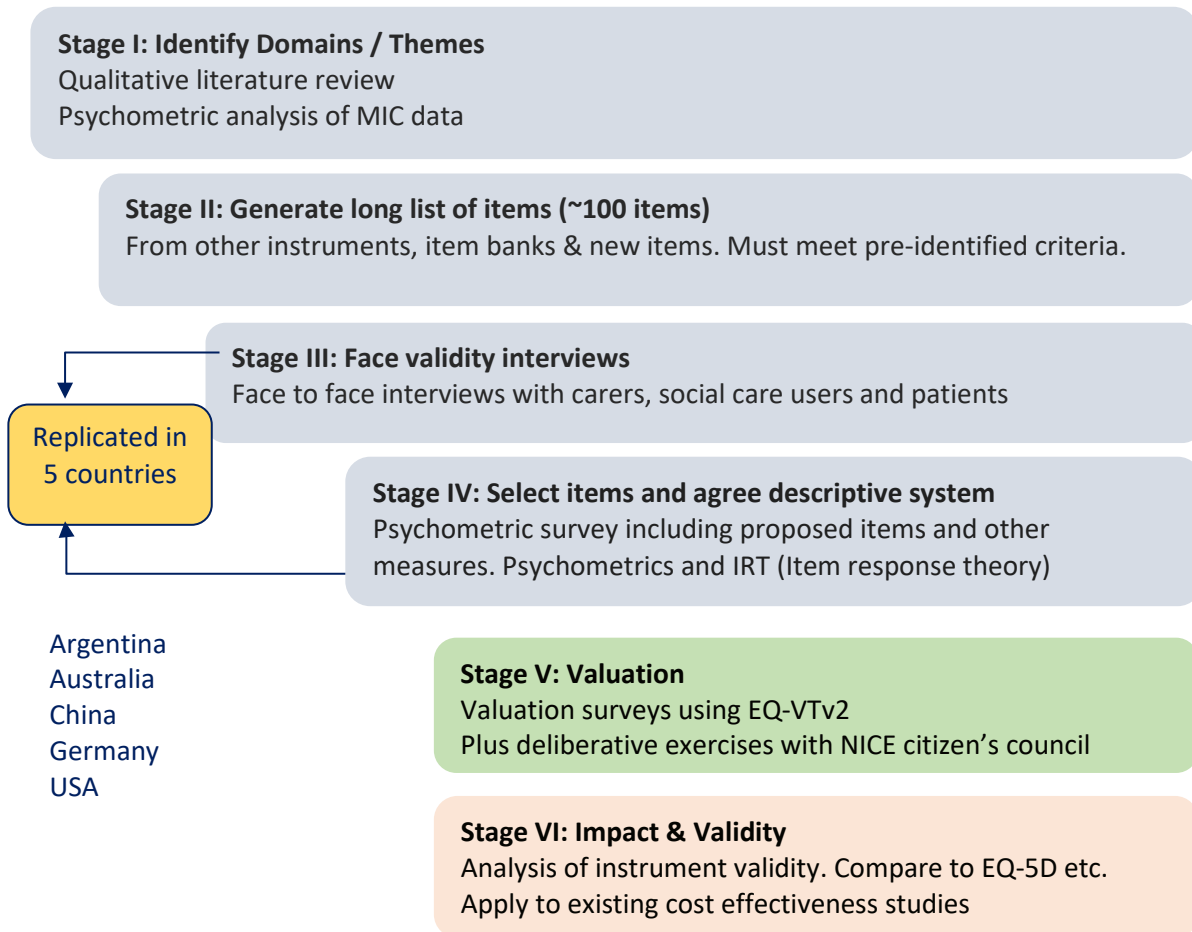 Stage I: Identify Domains / Themes
Qualitative literature review
Psychometric analysis of MIC data
Stage II: Generate long list of items (~100 items)
From other instruments, item banks & new items. Must meet pre-identified criteria.
Stage III: Face validity interviews
Face to face interviews with carers, social care users and patients
Replicated in
5 countries
Stage IV: Select items and agree descriptive system
Psychometric survey including proposed items and other
measures. Psychometrics and IRT (Item response theory)
Argentina
Australia
China
Germany
USA
Stage V: Valuation
Valuation surveys using EQ-VTv2
Plus deliberative exercises with NICE citizen’s council
Stage VI: Impact & Validity
Analysis of instrument validity. Compare to EQ-5D etc.
Apply to existing cost effectiveness studies